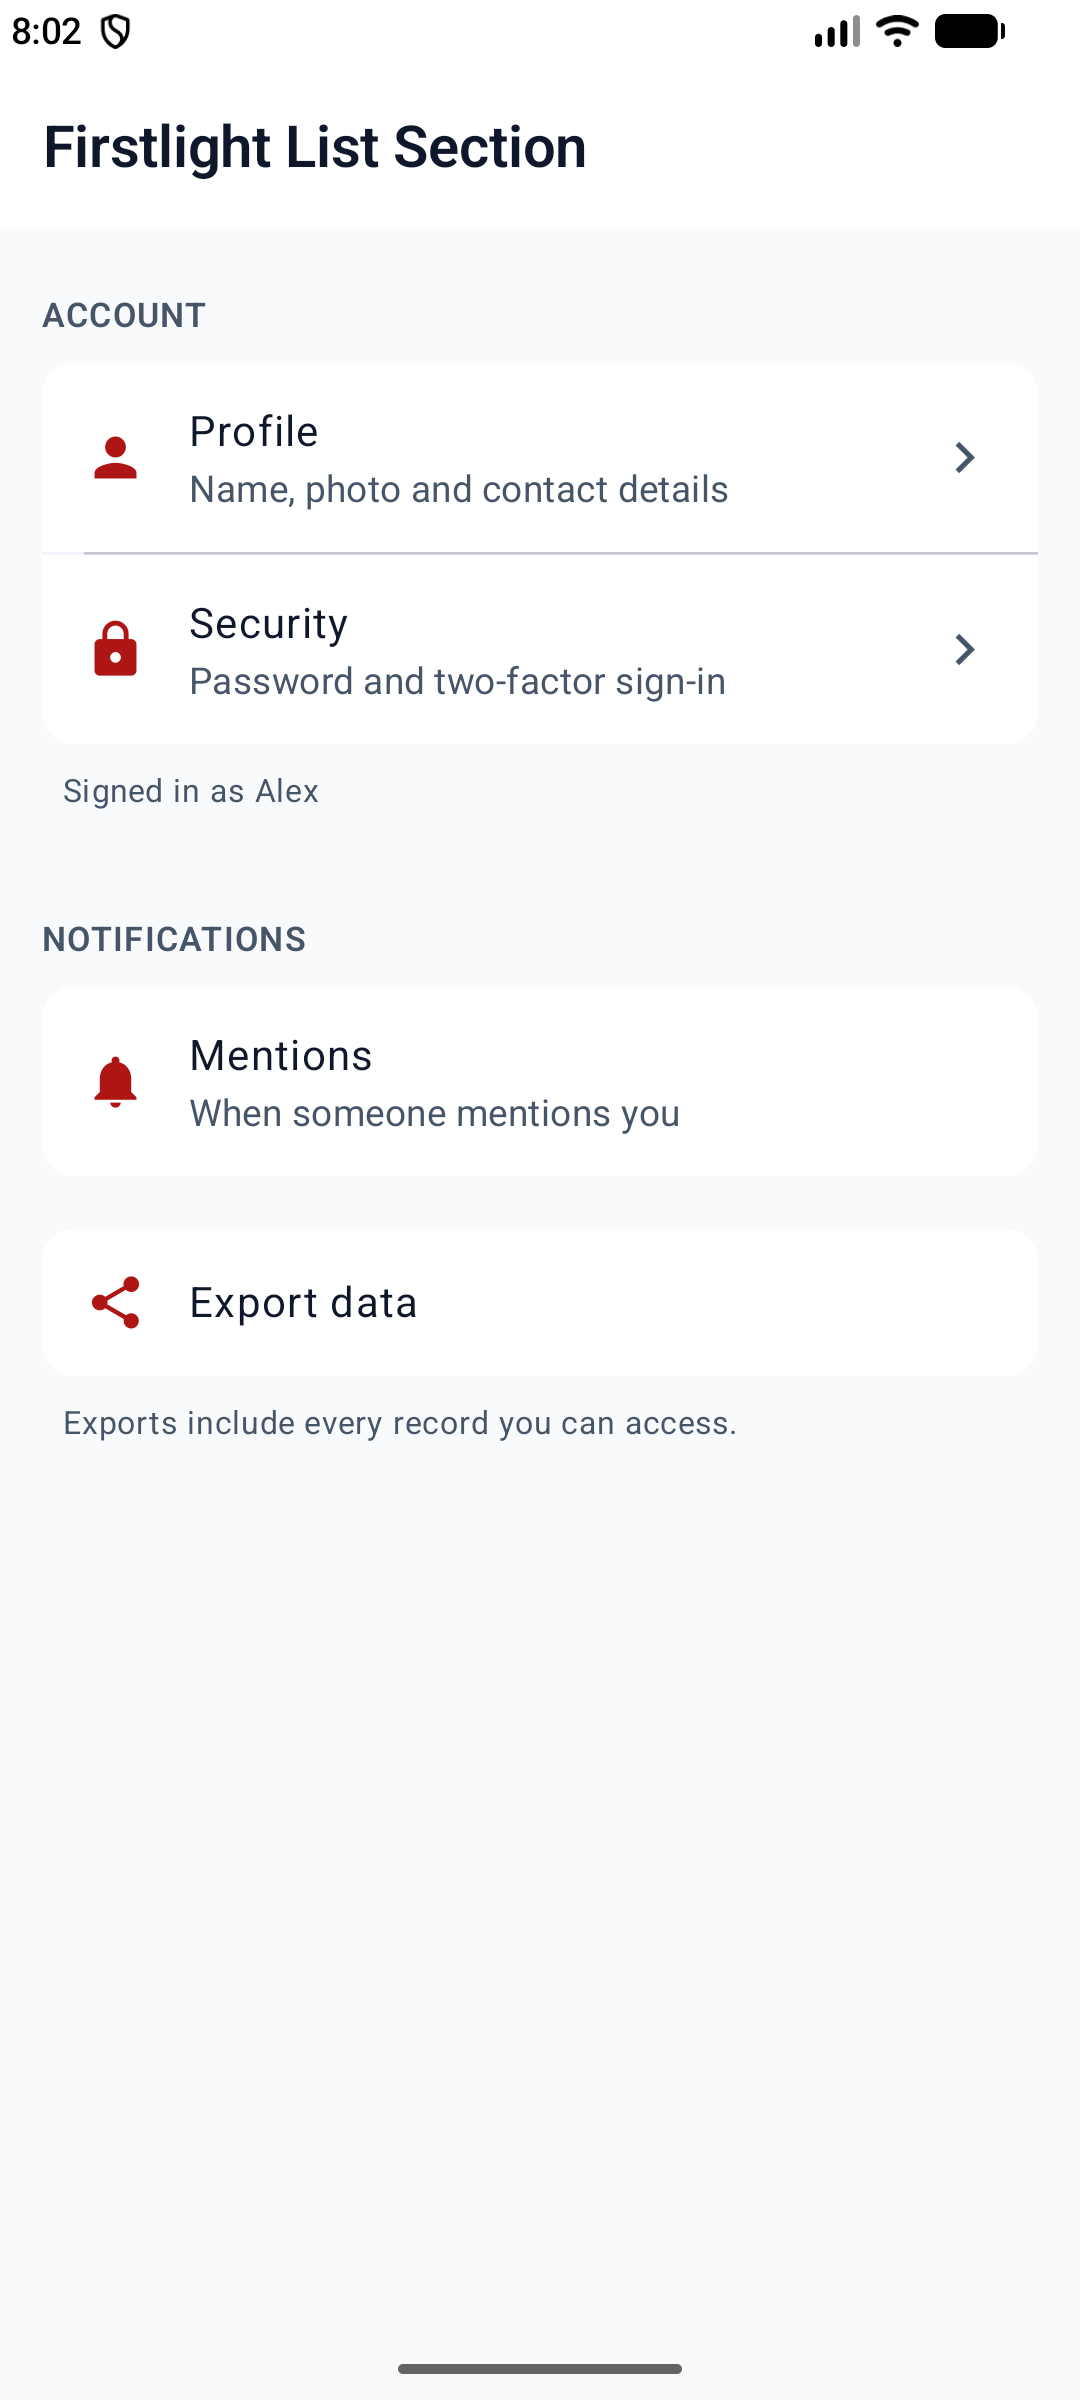 8:02
Firstlight List Section
ACCOUNT
Profile
Name, photo and contact details
Security
Password and two-factor sign-in
Signed in as Alex
NOTIFICATIONS
Mentions
When someone mentions you
Export data
Exports include every record you can access.